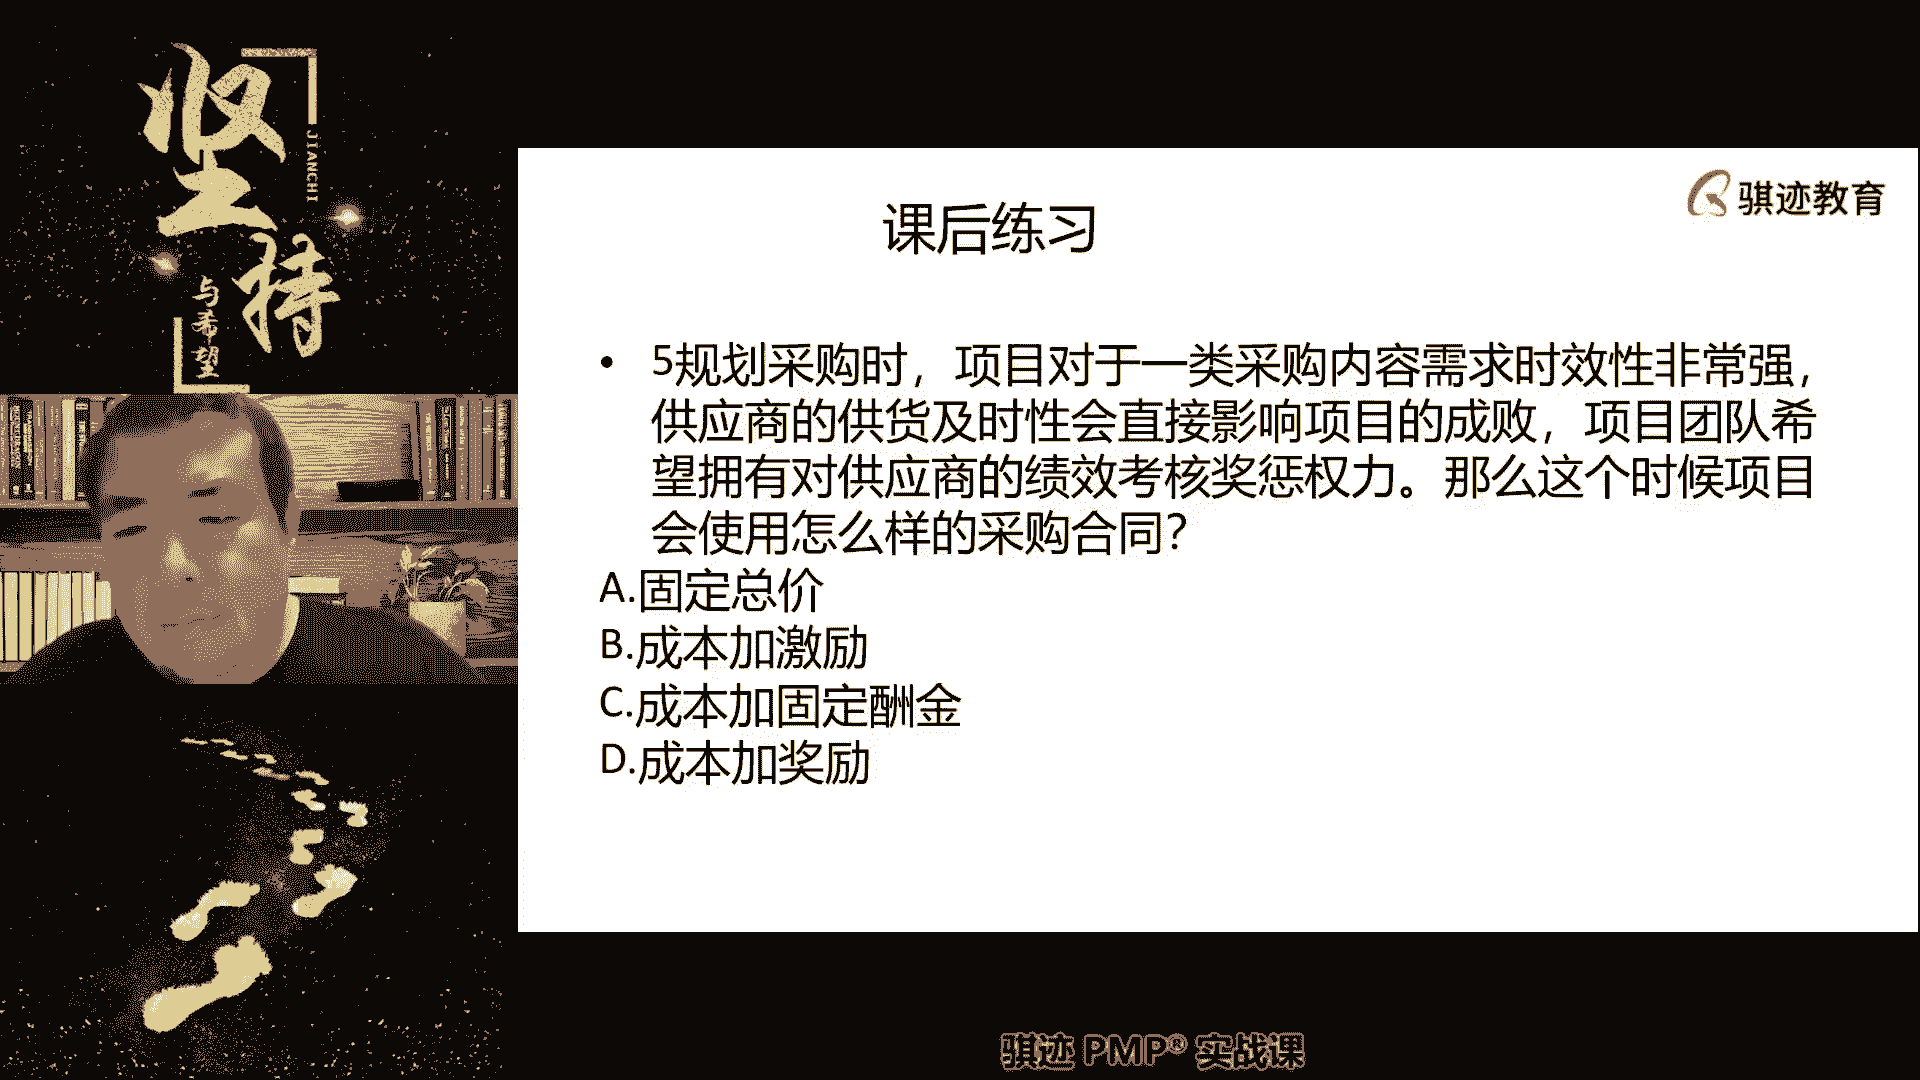 坚持
JIANCHI
与希望
骐迹教育
课后练习
• 5规划采购时，项目对于一类采购内容需求时效性非常强，
供应商的供货及时性会直接影响项目的成败，项目团队希
望拥有对供应商的绩效考核奖惩权力。那么这个时候项目
会使用怎么样的采购合同？
A.固定总价
B.成本加激励
C.成本加固定酬金
D.成本加奖励
骐迹 PMP® 实战课